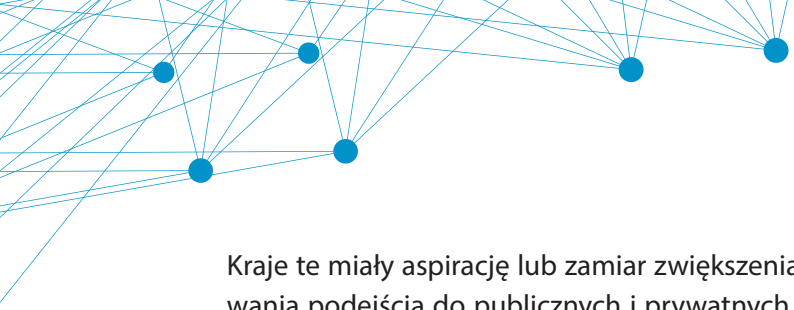 Kraje te miały aspirację lub zamiar zwiększenia
wania podejścia do publicznych i prywatnych